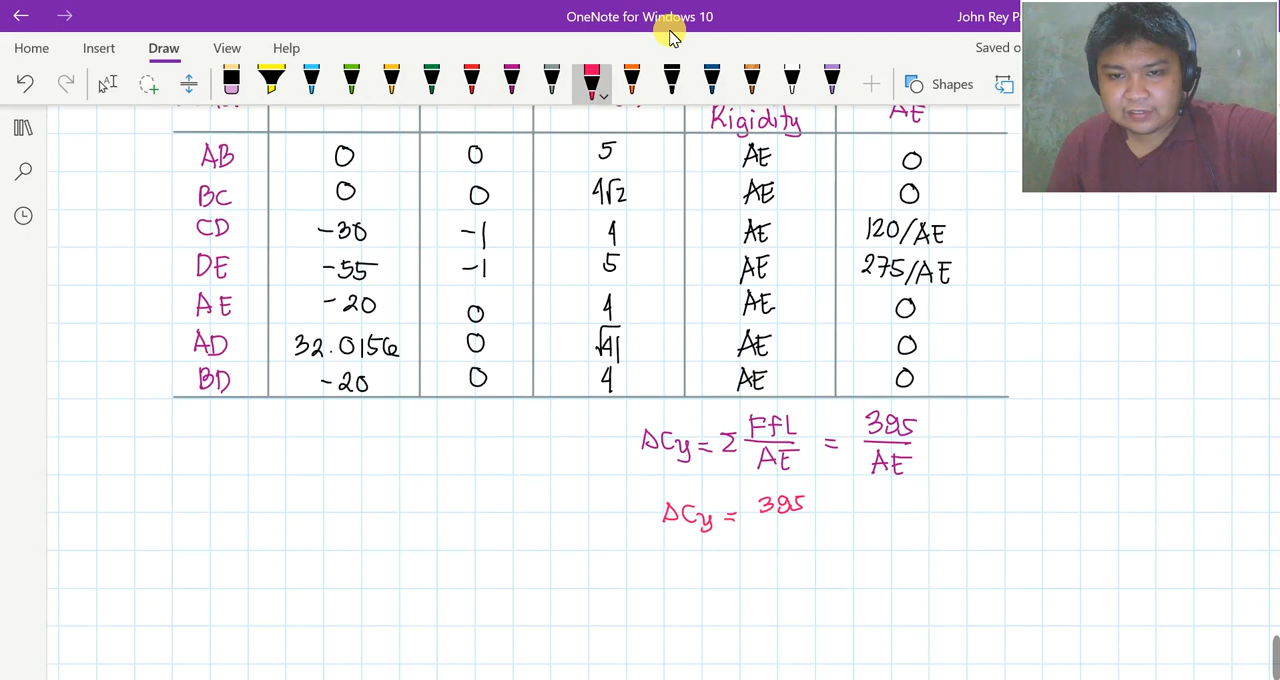 OneNote for Windows 10
John Rey P
Home Insert Draw View Help
Saved o
Shapes
Rigidity AE
AB 0 0 5 AE 0
BC 0 0 4√2 AE 0
CD -30 -1 4 AE 120/AE
DE -55 -1 5 AE 275/AE
AE -20 0 4 AE 0
AD 32.0156 0 √41 AE 0
BD -20 0 4 AE 0
ΔCy = Σ FfL/AE = 395/AE
ΔCy = 395